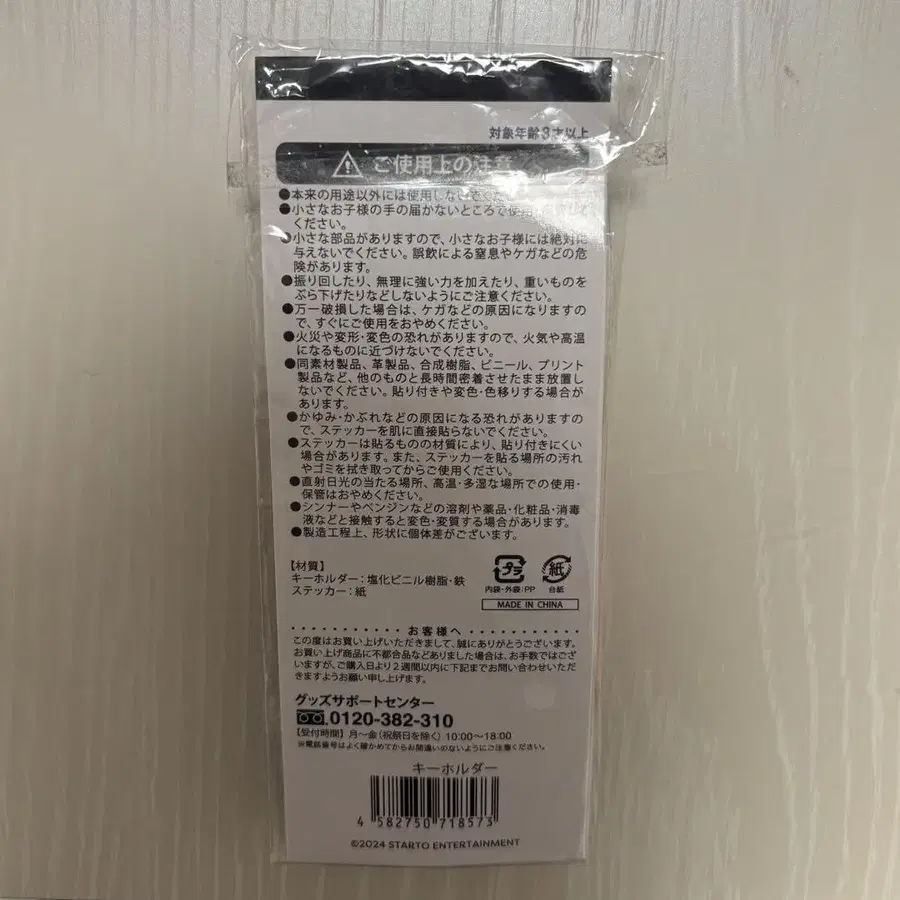 対象年齢3才以上
ご使用上の注意
●本来の用途以外には使用しない
●小さなお子様の手の届かないところで使用
ください。
●小さな部品がありますので、小さなお子様には絶対に
与えないでください。誤飲による窒息やケガなどの危
険があります。
●振り回したり、無理に強い力を加えたり、重いものを
ぶら下げたりなどしないようにご注意ください。
●万一破損した場合は、ケガなどの原因になりますの
で、すぐにご使用をおやめください。
●火災や変形・変色の恐れがありますので、火気や高温
になるものに近づけないでください。
●同素材製品、革製品、合成樹脂、ビニール、プリント
製品など、他のものと長時間密着させたまま放置し
ないでください。貼り付きや変色・色移りする場合が
あります。
●かゆみ・かぶれなどの原因になる恐れがありますの
で、ステッカーを肌に直接貼らないでください。
●ステッカーは貼るものの材質により、貼り付きにくい
場合があります。また、ステッカーを貼る場所の汚れ
やゴミを拭き取ってからご使用ください。
●直射日光の当たる場所、高温・多湿な場所での使用・
保管はおやめください。
●シンナーやベンジンなどの溶剤や薬品・化粧品・消毒
液などと接触すると変色・変質する場合があります。
●製造工程上、形状に個体差がございます。
【材質】
キーホルダー：塩化ビニル樹脂・鉄
ステッカー：紙
プラ 紙
内袋・外袋：PP 台紙
MADE IN CHINA
お客様へ
この度はお買い上げいただきまして、誠にありがとうございます。
お買い上げ商品に不都合品などありました場合は、お手数ではござ
いますが、ご購入日より2週間以内に下記までお問い合わせいただ
きますようお願い申し上げます。
グッズサポートセンター
0120-382-310
【受付時間】月〜金（祝祭日を除く）10:00〜18:00
※電話番号はよく確かめてからお間違いのないようにご注意ください。
キーホルダー
4 582750 718573
©2024 STARTO ENTERTAINMENT